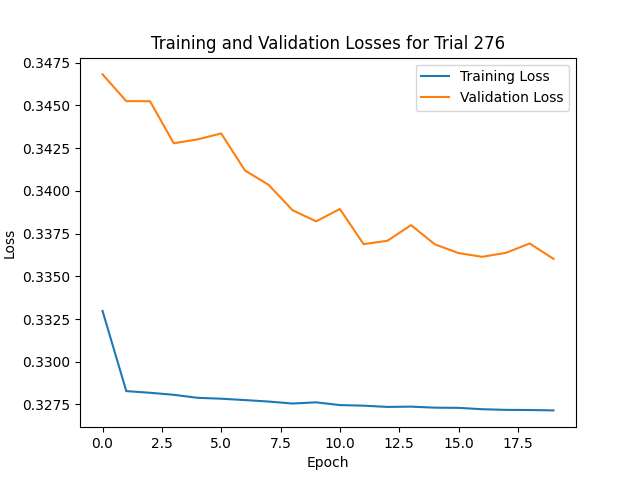 Training and Validation Losses for Trial 276
Training Loss
Validation Loss
0.3475
0.3450
0.3425
0.3400
0.3375
0.3350
0.3325
0.3300
0.3275
Loss
0.0 2.5 5.0 7.5 10.0 12.5 15.0 17.5
Epoch